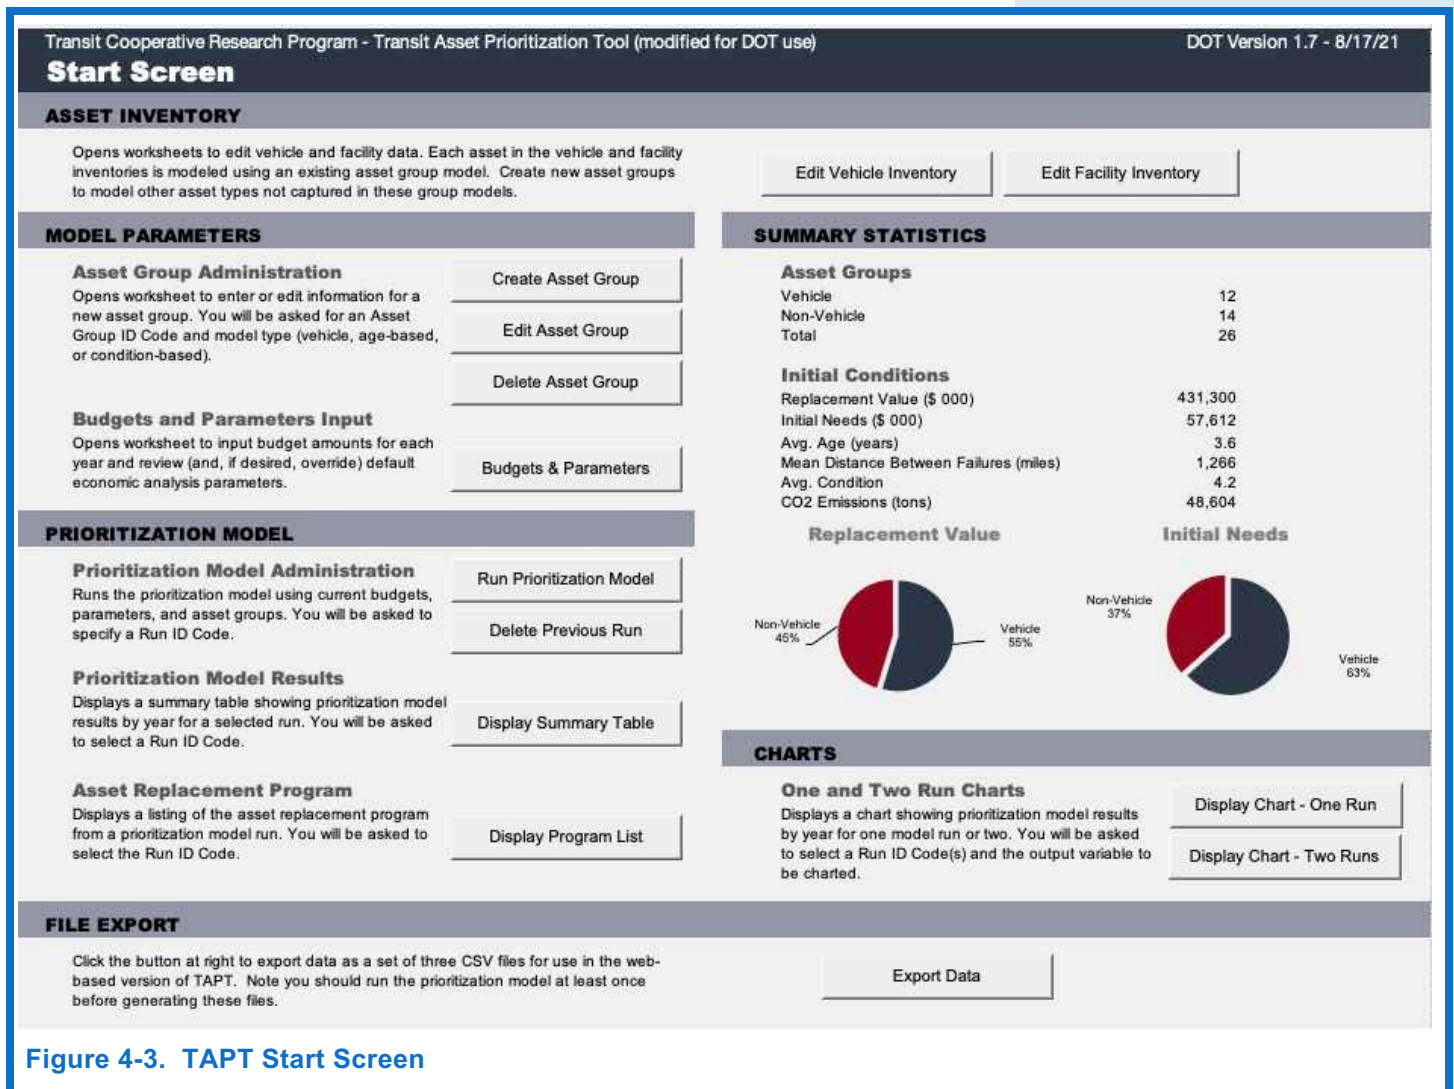 Transit Cooperative Research Program - Transit Asset Prioritization Tool (modified for DOT use)
DOT Version 1.7 - 8/17/21
Start Screen
ASSET INVENTORY
Opens worksheets to edit vehicle and facility data. Each asset in the vehicle and facility
inventories is modeled using an existing asset group model. Create new asset groups
to model other asset types not captured in these group models.
Edit Vehicle Inventory
Edit Facility Inventory
MODEL PARAMETERS
Asset Group Administration
Opens worksheet to enter or edit information for a
new asset group. You will be asked for an Asset
Group ID Code and model type (vehicle, age-based,
or condition-based).
Create Asset Group
Edit Asset Group
Delete Asset Group
Budgets and Parameters Input
Opens worksheet to input budget amounts for each
year and review (and, if desired, override) default
economic analysis parameters.
Budgets & Parameters
PRIORITIZATION MODEL
Prioritization Model Administration
Runs the prioritization model using current budgets,
parameters, and asset groups. You will be asked to
specify a Run ID Code.
Run Prioritization Model
Delete Previous Run
Prioritization Model Results
Displays a summary table showing prioritization model
results by year for a selected run. You will be asked
to select a Run ID Code.
Display Summary Table
Asset Replacement Program
Displays a listing of the asset replacement program
from a prioritization model run. You will be asked to
select the Run ID Code.
Display Program List
SUMMARY STATISTICS
Asset Groups
Vehicle 12
Non-Vehicle 14
Total 26
Initial Conditions
Replacement Value ($ 000) 431,300
Initial Needs ($ 000) 57,612
Avg. Age (years) 3.6
Mean Distance Between Failures (miles) 1,266
Avg. Condition 4.2
CO2 Emissions (tons) 48,604
Replacement Value
Non-Vehicle
45%
Vehicle
55%
Initial Needs
Non-Vehicle
37%
Vehicle
63%
CHARTS
One and Two Run Charts
Displays a chart showing prioritization model results
by year for one model run or two. You will be asked
to select a Run ID Code(s) and the output variable to
be charted.
Display Chart - One Run
Display Chart - Two Runs
FILE EXPORT
Click the button at right to export data as a set of three CSV files for use in the web-
based version of TAPT. Note you should run the prioritization model at least once
before generating these files.
Export Data
Figure 4-3. TAPT Start Screen